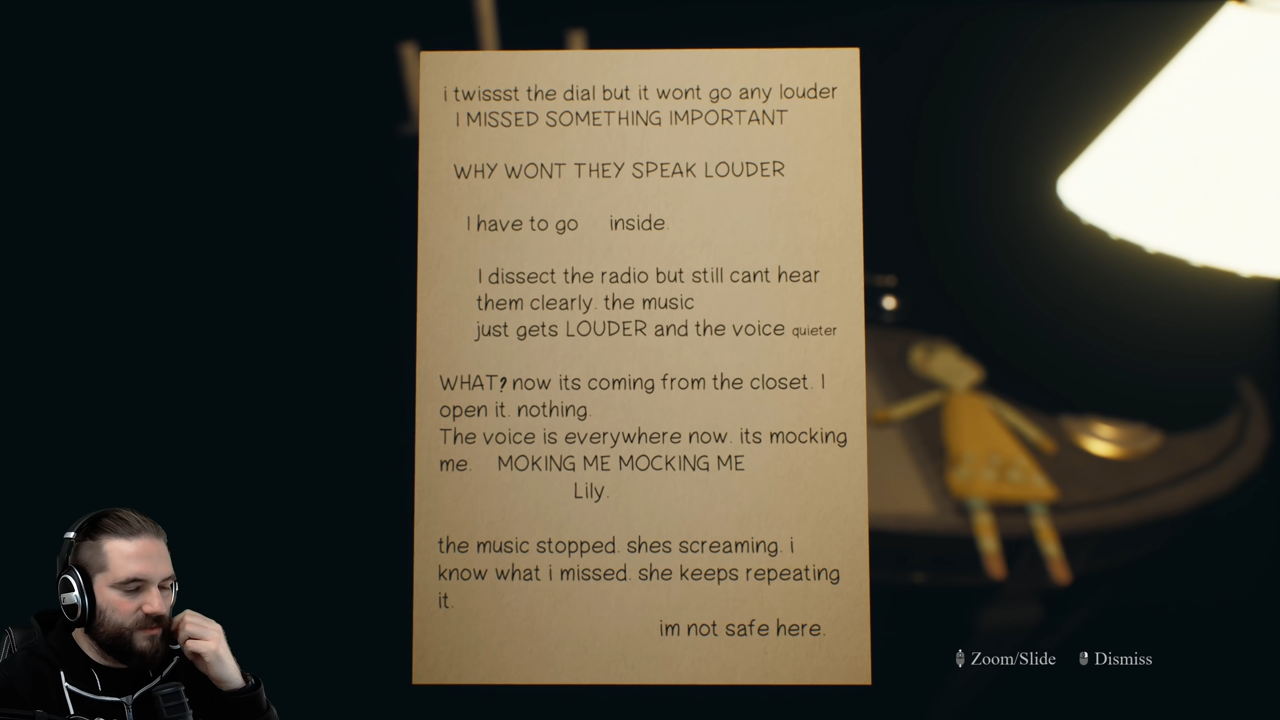 i twissst the dial but it wont go any louder
I MISSED SOMETHING IMPORTANT
WHY WONT THEY SPEAK LOUDER
I have to go inside.
I dissect the radio but still cant hear
them clearly. the music
just gets LOUDER and the voice quieter
WHAT? now its coming from the closet. I
open it. nothing.
The voice is everywhere now. its mocking
me. MOKING ME MOCKING ME
Lily.
the music stopped. shes screaming. i
know what i missed. she keeps repeating
it.
im not safe here.
Zoom/Slide Dismiss